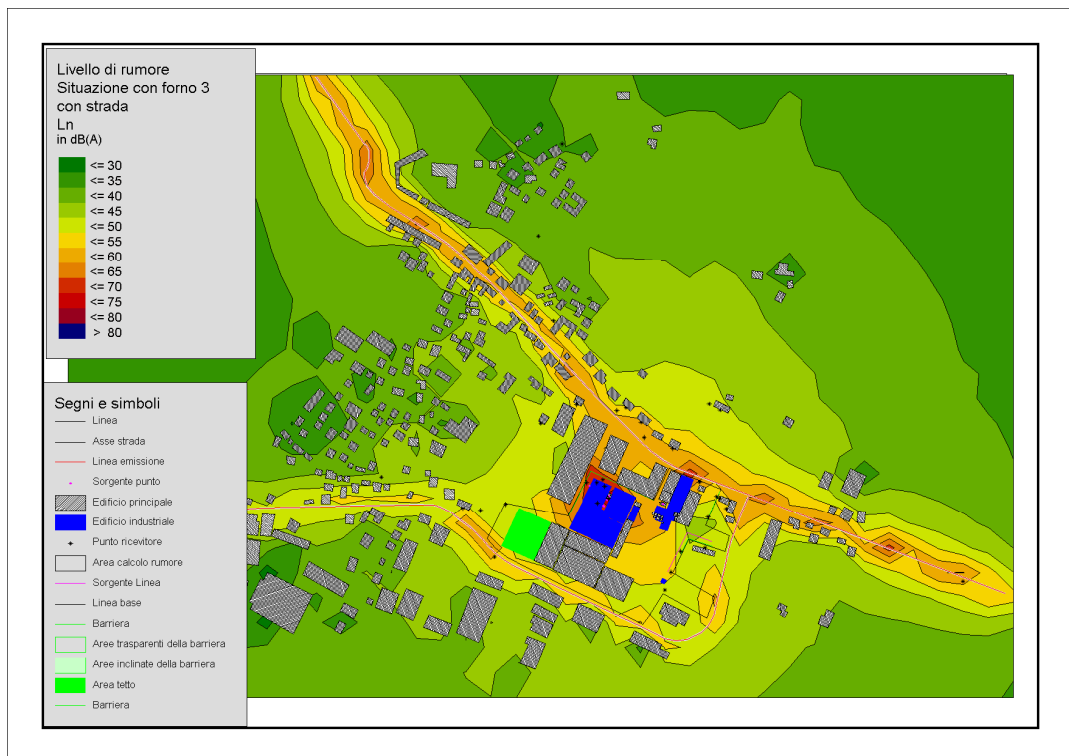 Livello di rumore
Situazione con forno 3
con strada
Ln
in dB(A)
<= 30
<= 35
<= 40
<= 45
<= 50
<= 55
<= 60
<= 65
<= 70
<= 75
<= 80
> 80
Segni e simboli
Linea
Asse strada
Linea emissione
Sorgente punto
Edificio principale
Edificio industriale
Punto ricevitore
Area calcolo rumore
Sorgente Linea
Linea base
Barriera
Aree trasparenti della barriera
Aree inclinate della barriera
Area tetto
Barriera